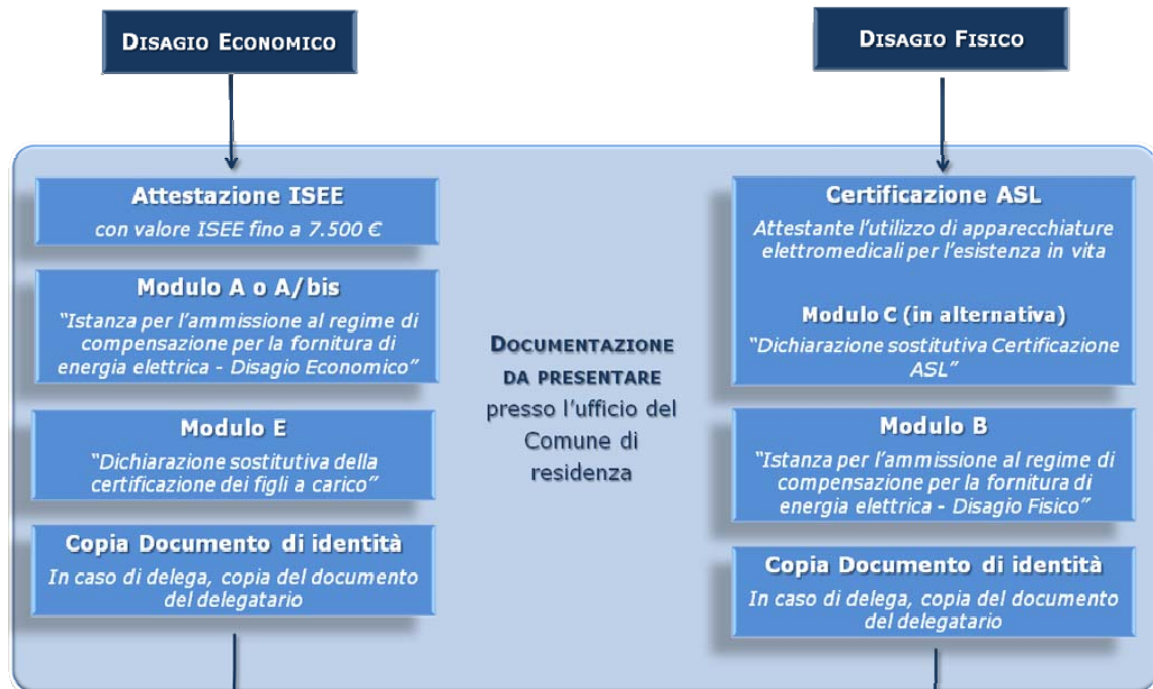 DISAGIO ECONOMICO
DISAGIO FISICO
Attestazione ISEE
con valore ISEE fino a 7.500 €
Modulo A o A/bis
“Istanza per l’ammissione al regime di
compensazione per la fornitura di
energia elettrica - Disagio Economico”
Modulo E
“Dichiarazione sostitutiva della
certificazione dei figli a carico”
Copia Documento di identità
In caso di delega, copia del documento
del delegatario
DOCUMENTAZIONE
DA PRESENTARE
presso l’ufficio del
Comune di
residenza
Certificazione ASL
Attestante l’utilizzo di apparecchiature
elettromedicali per l’esistenza in vita
Modulo C (in alternativa)
“Dichiarazione sostitutiva Certificazione
ASL”
Modulo B
“Istanza per l’ammissione al regime di
compensazione per la fornitura di
energia elettrica - Disagio Fisico”
Copia Documento di identità
In caso di delega, copia del documento
del delegatario